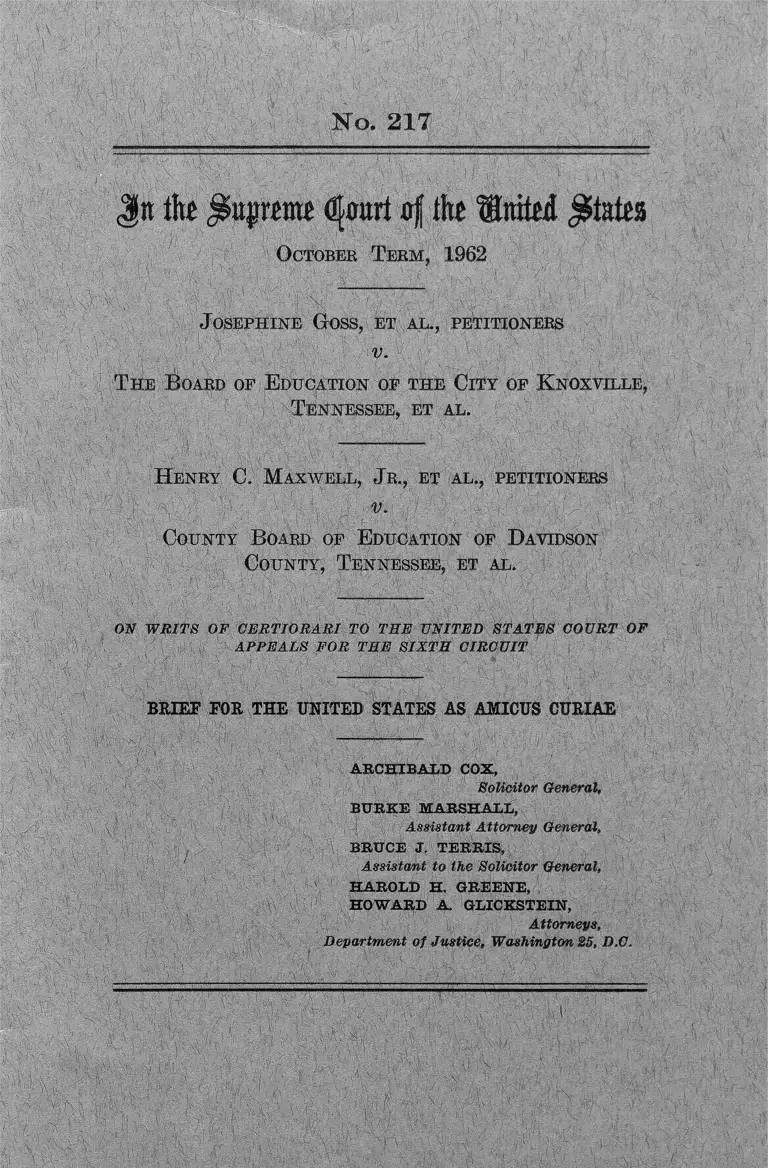 No. 217
In the Supreme Court of the United States
OCTOBER TERM, 1962
JOSEPHINE GOSS, ET AL., PETITIONERS
v.
THE BOARD OF EDUCATION OF THE CITY OF KNOXVILLE,
TENNESSEE, ET AL.
HENRY C. MAXWELL, JR., ET AL., PETITIONERS
v.
COUNTY BOARD OF EDUCATION OF DAVIDSON
COUNTY, TENNESSEE, ET AL.
ON WRITS OF CERTIORARI TO THE UNITED STATES COURT OF
APPEALS FOR THE SIXTH CIRCUIT
BRIEF FOR THE UNITED STATES AS AMICUS CURIAE
ARCHIBALD COX,
Solicitor General,
BURKE MARSHALL,
Assistant Attorney General,
BRUCE J. TERRIS,
Assistant to the Solicitor General,
HAROLD H. GREENE,
HOWARD A. GLICKSTEIN,
Attorneys,
Department of Justice, Washington 25, D.C.